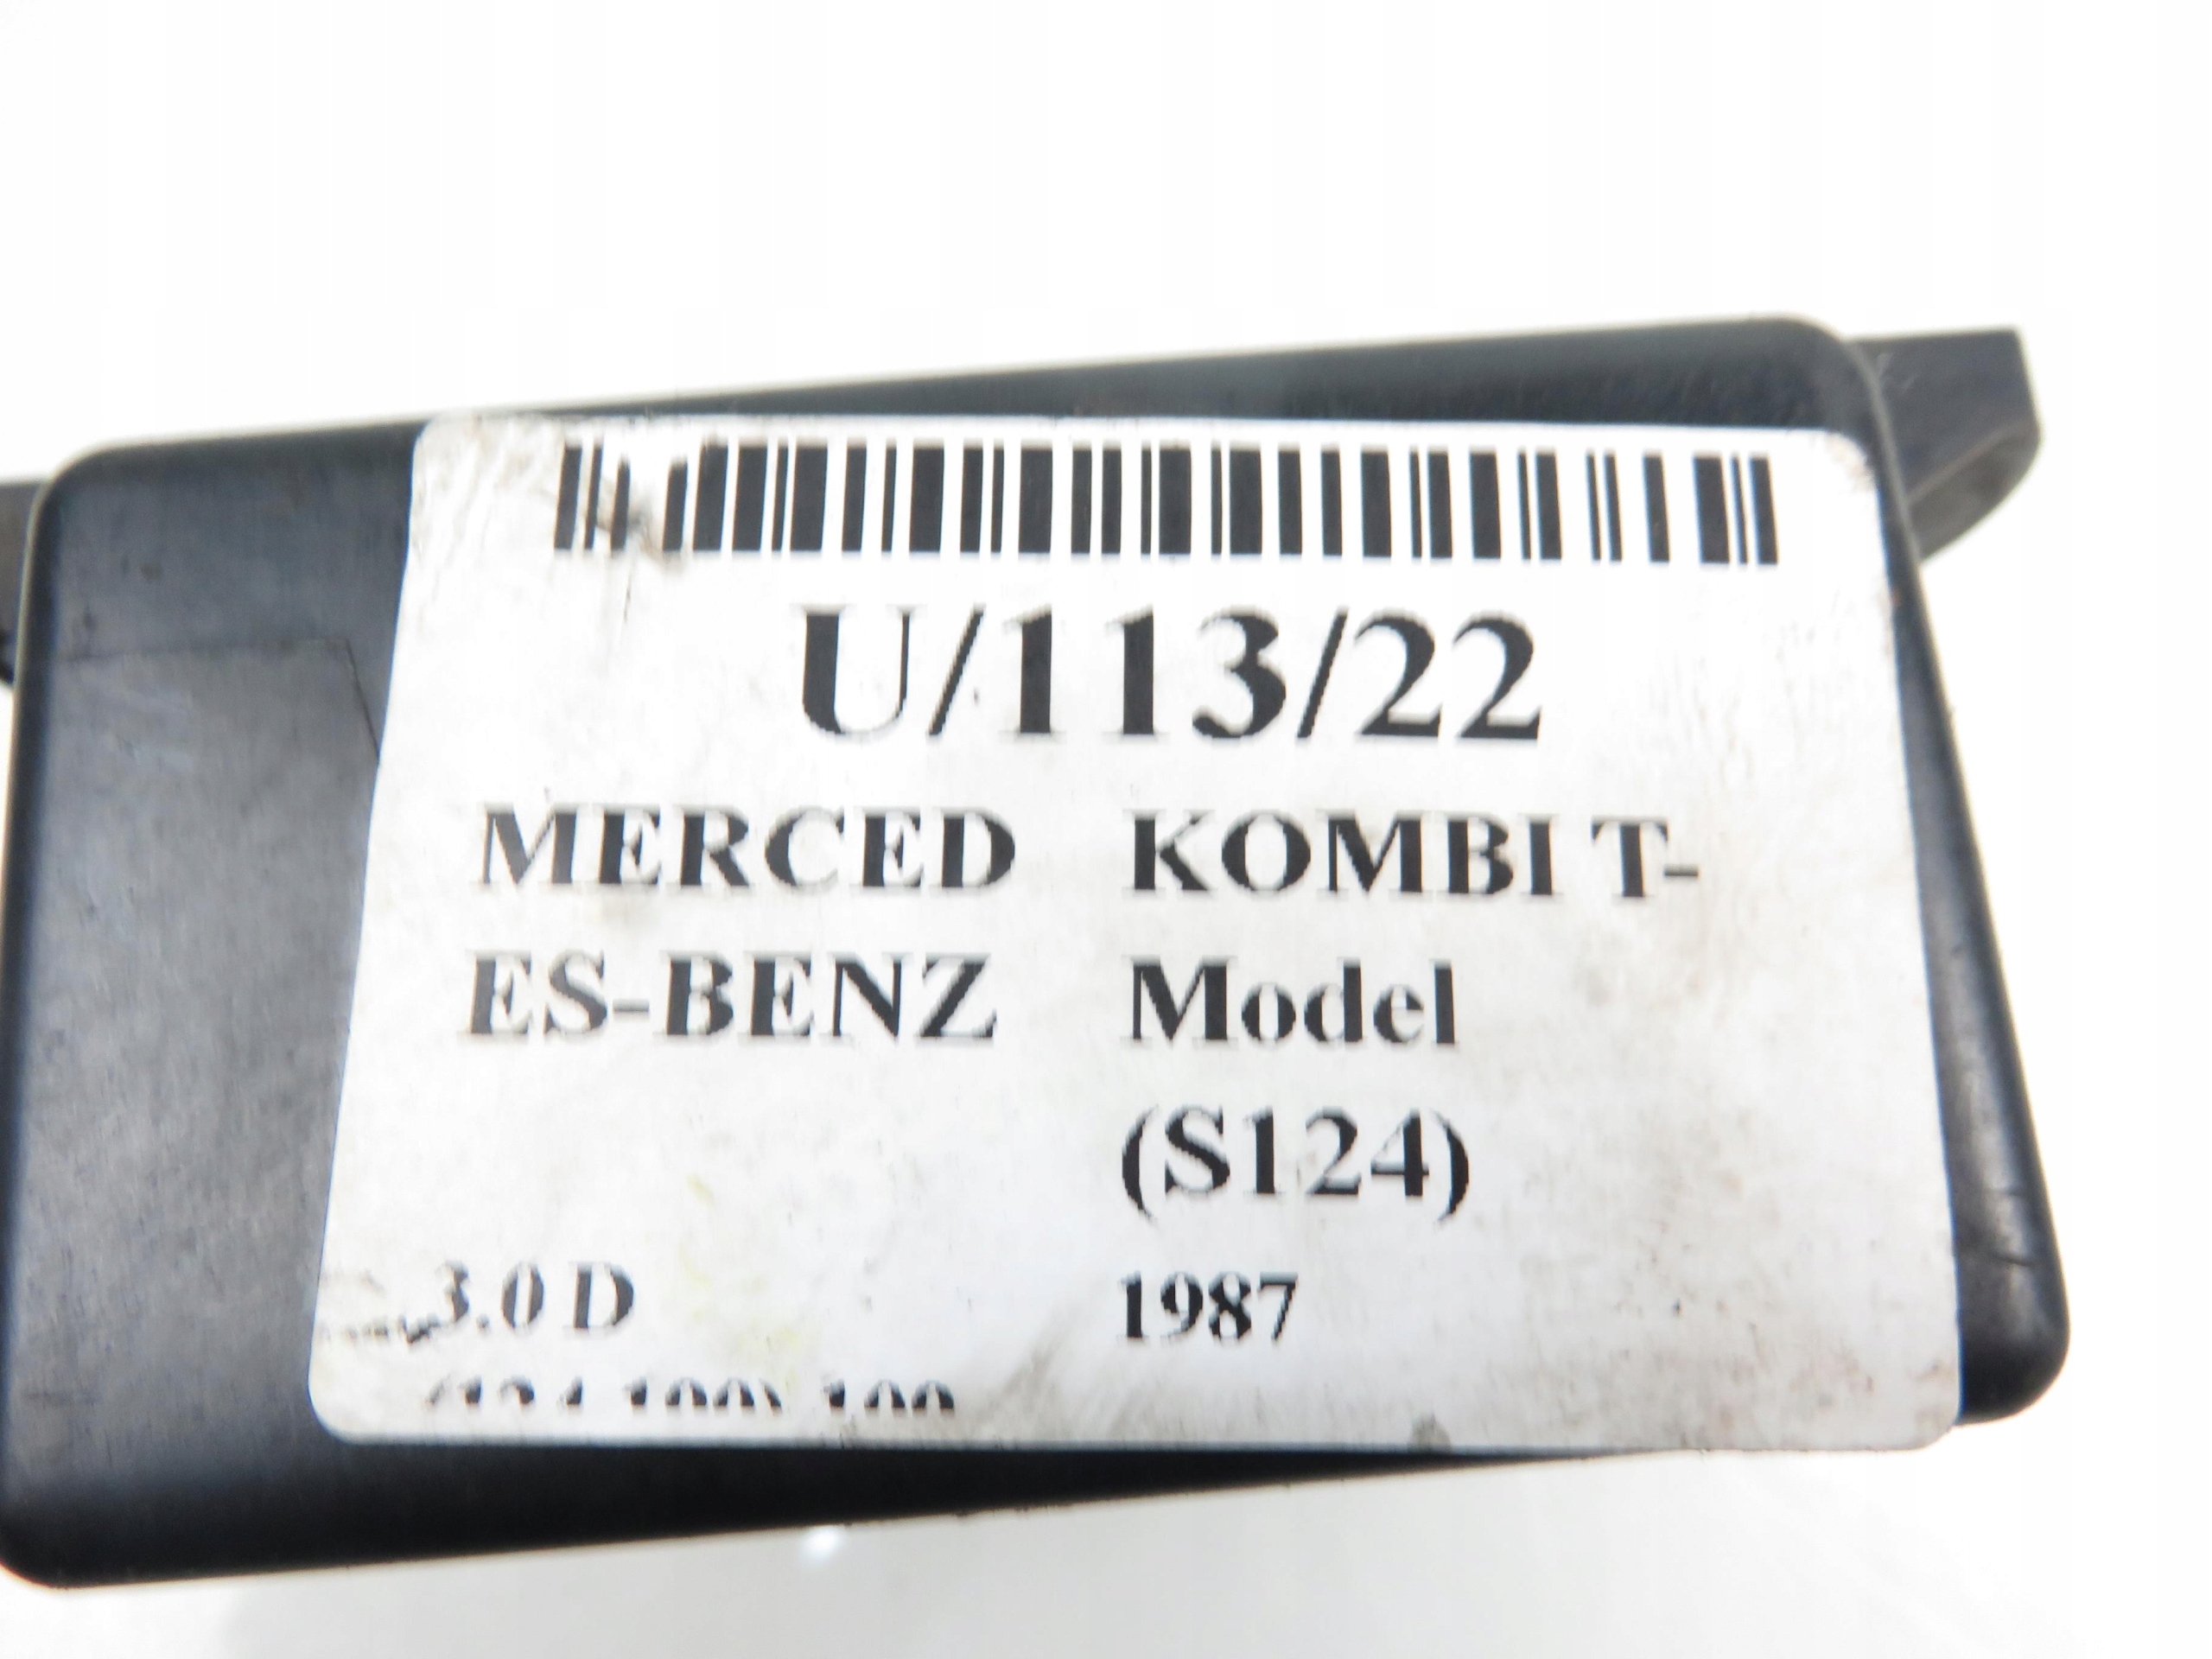 U/113/22
MERCED KOMBI T-
ES-BENZ Model
(S124)
3.0 D 1987